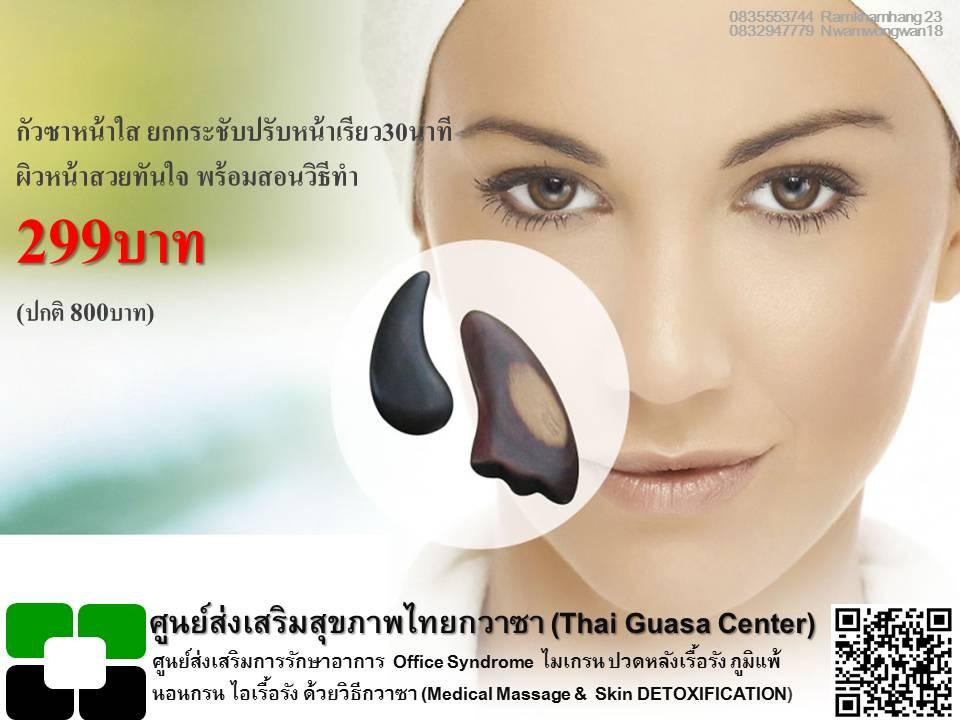 0835553744 Ramkhamhang 23
0832947779 Nwamwongwan18
กัวซาหน้าใส ยกกระชับปรับหน้าเรียว30นาที
ผิวหน้าสวยทันใจ พร้อมสอนวิธีทำ
299บาท
(ปกติ 800บาท)
ศูนย์ส่งเสริมสุขภาพไทยกวาซา (Thai Guasa Center)
ศูนย์ส่งเสริมการรักษาอาการ Office Syndrome ไมเกรน ปวดหลังเรื้อรัง ภูมิแพ้
นอนกรน ไอเรื้อรัง ด้วยวิธีกวาซา (Medical Massage & Skin DETOXIFICATION)